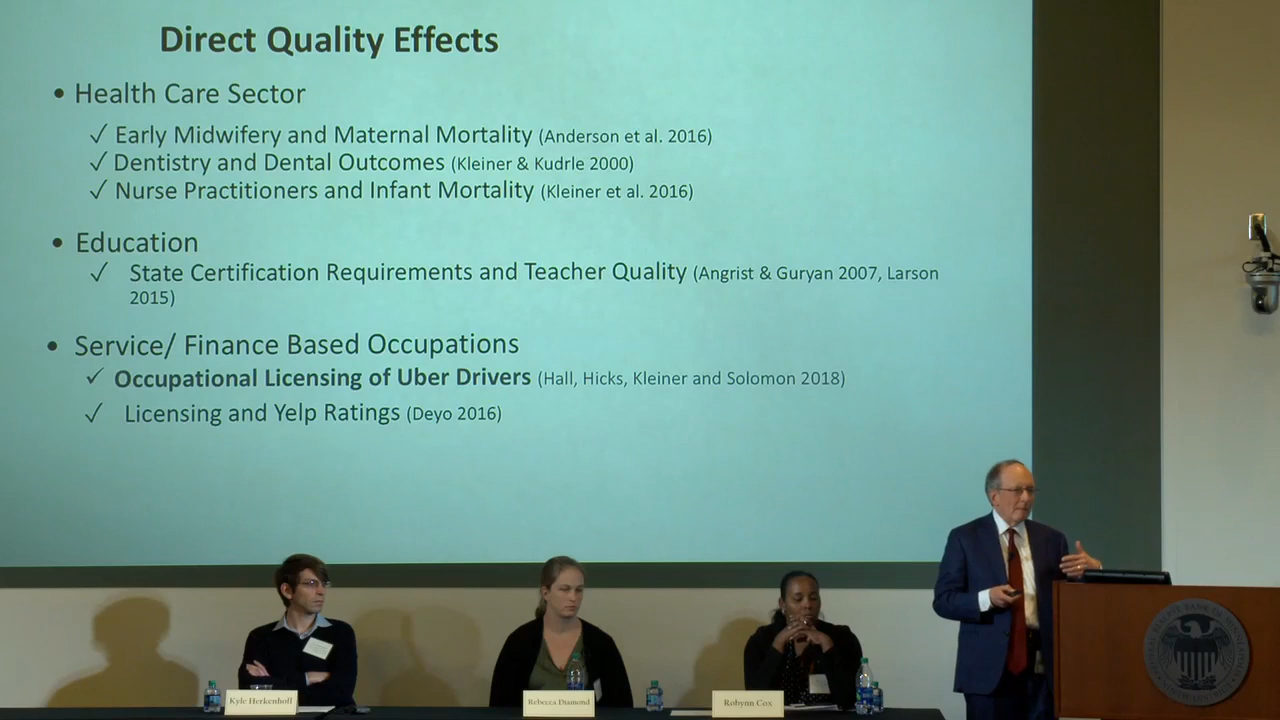 Direct Quality Effects
• Health Care Sector
✓ Early Midwifery and Maternal Mortality (Anderson et al. 2016)
✓ Dentistry and Dental Outcomes (Kleiner & Kudrle 2000)
✓ Nurse Practitioners and Infant Mortality (Kleiner et al. 2016)
• Education
✓ State Certification Requirements and Teacher Quality (Angrist & Guryan 2007, Larson
2015)
• Service/ Finance Based Occupations
✓ Occupational Licensing of Uber Drivers (Hall, Hicks, Kleiner and Solomon 2018)
✓ Licensing and Yelp Ratings (Deyo 2016)
Kyle Herkenhoff
Rebecca Diamond
Robynn Cox